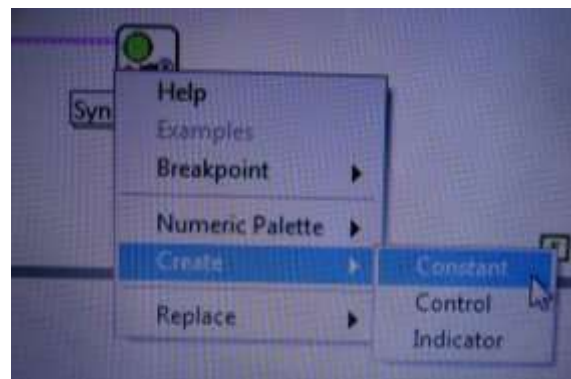 Syn
Help
Examples
Breakpoint
Numeric Palette
Create
Constant
Control
Replace
Indicator